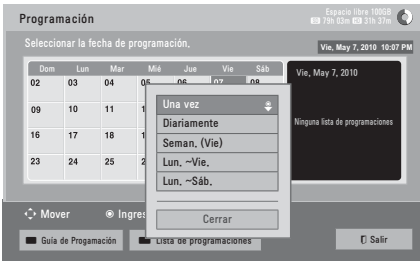 Programación
Espacio libre 100GB
79h 03m 31h 37m
Seleccionar la fecha de programación.
Vie, May 7, 2010 10:07 PM
Dom Lun Mar Mié Jue Vie Sáb
02 03 04 05 06 07 08
09 10 11
16 17 18
23 24 25
Vie, May 7, 2010
Ninguna lista de programaciones
Una vez
Diariamente
Seman. (Vie)
Lun. ~Vie.
Lun. ~Sáb.
Cerrar
Mover
Ingres
Guía de Progamación
Lista de programaciones
Salir